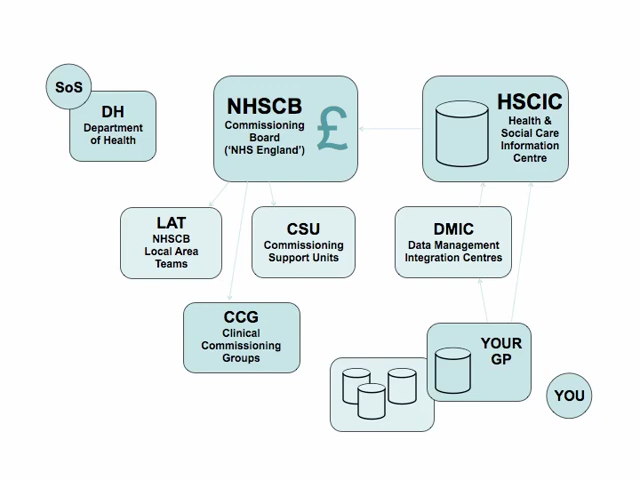 SoS
DH
Department
of Health
NHSCB
Commissioning
Board
('NHS England')
£
HSCIC
Health &
Social Care
Information
Centre
LAT
NHSCB
Local Area
Teams
CSU
Commissioning
Support Units
DMIC
Data Management
Integration Centres
CCG
Clinical
Commissioning
Groups
YOUR
GP
YOU